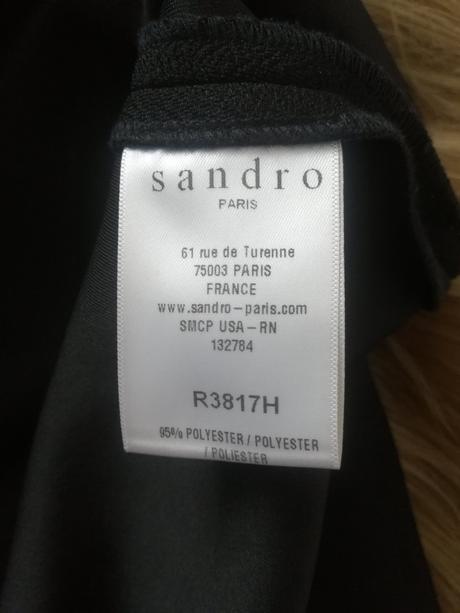 sandro
PARIS
61 rue de Turenne
75003 PARIS
FRANCE
www.sandro-paris.com
SMCP USA-RN
132784
R3817H
95% POLYESTER / POLYESTER
/ POLIESTER